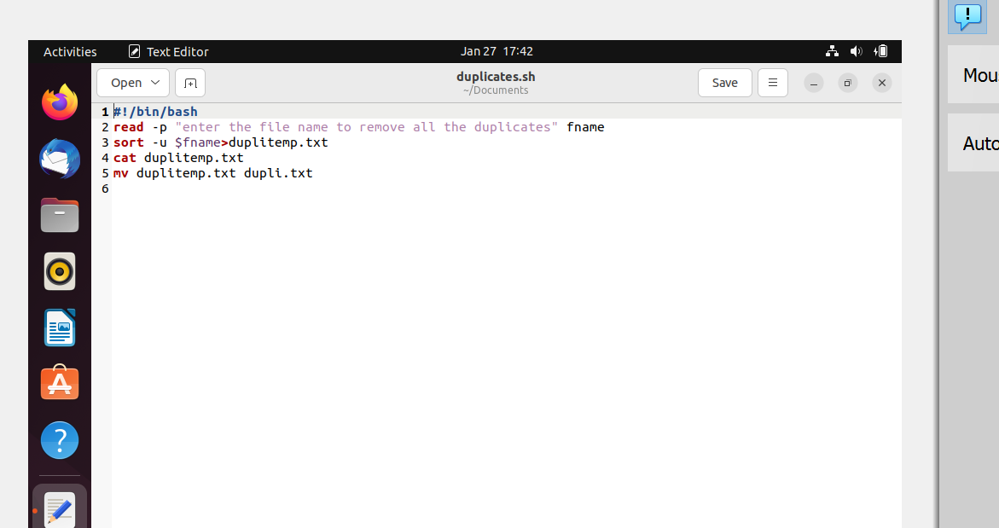 Activities Text Editor Jan 27 17:42
Open duplicates.sh Save
~/Documents
1 #!/bin/bash
2 read -p "enter the file name to remove all the duplicates" fname
3 sort -u $fname>duplitemp.txt
4 cat duplitemp.txt
5 mv duplitemp.txt dupli.txt
6